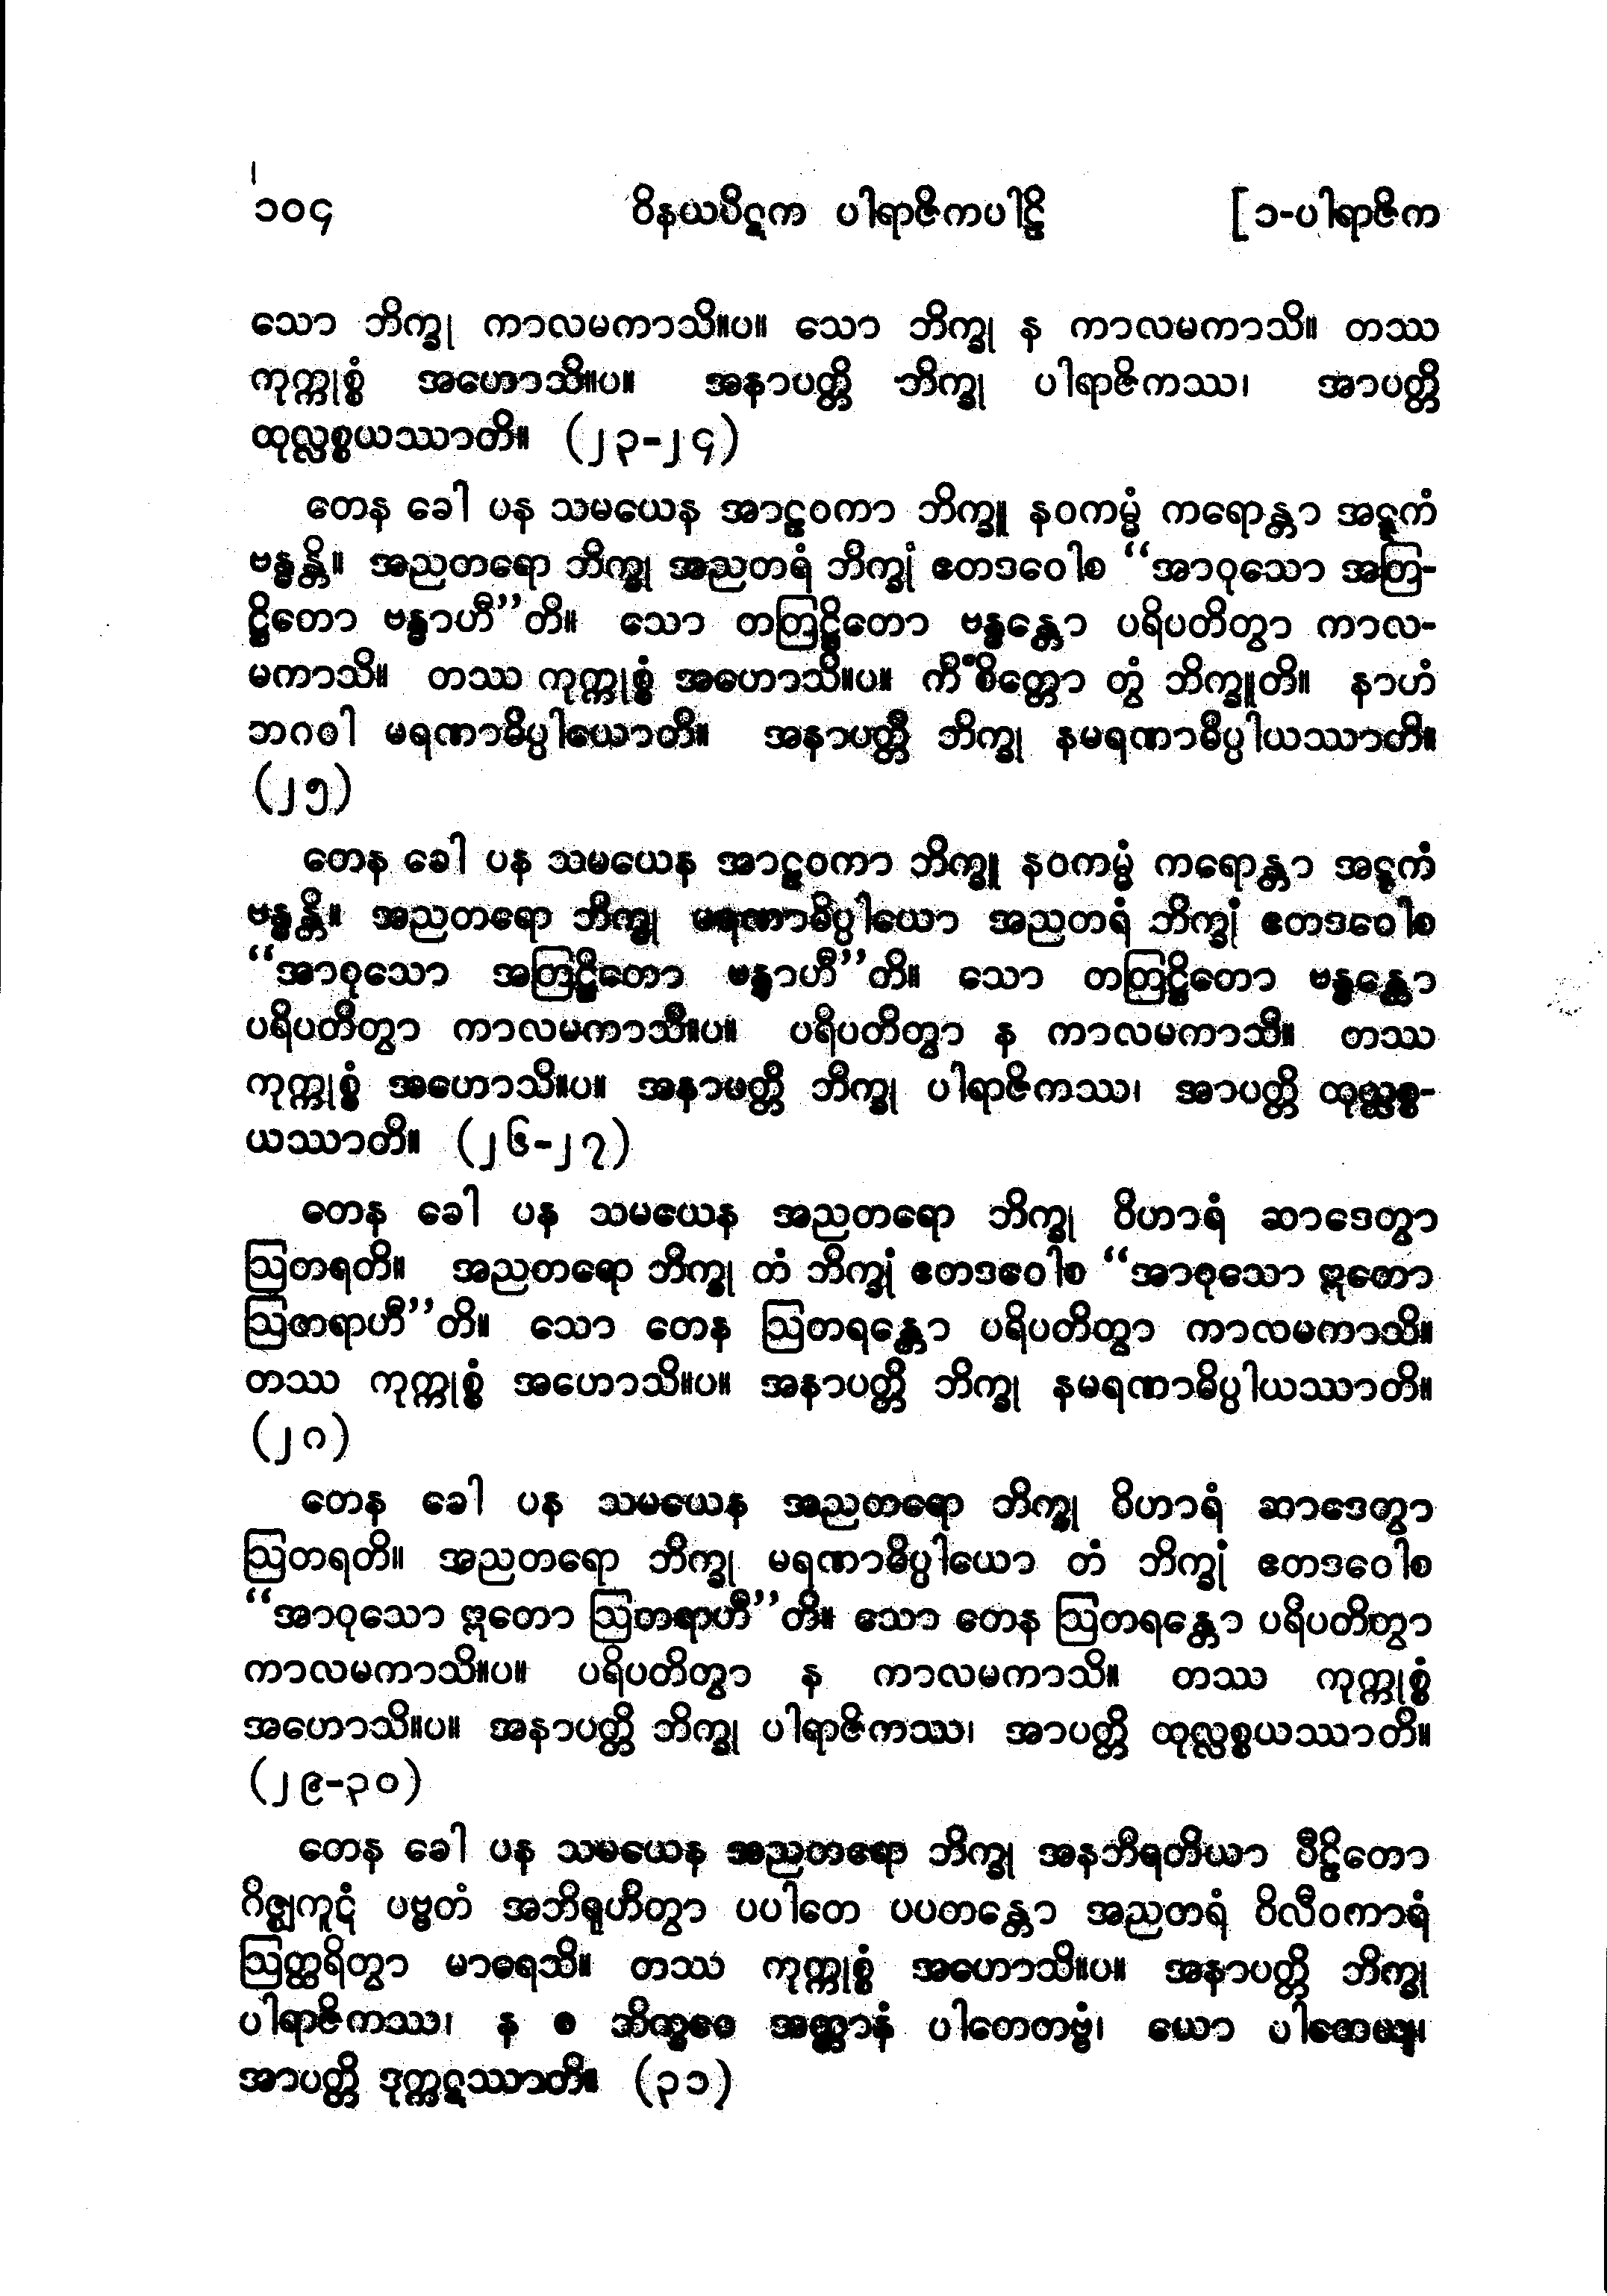 ၁၀၄ ဝိနယပိဋက ပါရာဇိကပါဠိ [၁-ပါရာဇိက
သော ဘိက္ခု ကာလမကာသိ။ပ။ သော ဘိက္ခု န ကာလမကာသိ။ တဿ
ကုက္ကုစ္စံ အဟောသိ။ပ။ အနာပတ္တိ ဘိက္ခု ပါရာဇိကဿ၊ အာပတ္တိ
ထုလ္လစ္စယဿာတိ။ (၂၃-၂၄)
တေန ခေါ ပန သမယေန အာဠဝကာ ဘိက္ခူ နဝကမ္မံ ကရောန္တာ အဋ္ဋကံ
ဗန္ဓန္တိ။ အညတရော ဘိက္ခု အညတရံ ဘိက္ခုံ ဧတဒဝေါစ “အာဝုသော အတြ-
ဋ္ဌိတော ဗန္ဓာဟီ”တိ။ သော တတြဋ္ဌိတော ဗန္ဓန္တော ပရိပတိတွာ ကာလ-
မကာသိ။ တဿ ကုက္ကုစ္စံ အဟောသိ။ပ။ ကိံစိတ္တော တွံ ဘိက္ခူတိ။ နာဟံ
ဘဂဝါ မရဏာဓိပ္ပါယောတိ။ အနာပတ္တိ ဘိက္ခု နမရဏာဓိပ္ပါယဿာတိ။
(၂၅)
တေန ခေါ ပန သမယေန အာဠဝကာ ဘိက္ခူ နဝကမ္မံ ကရောန္တာ အဋ္ဋကံ
ဗန္ဓန္တိ။ အညတရော ဘိက္ခု မရဏာဓိပ္ပါယော အညတရံ ဘိက္ခုံ ဧတဒဝေါစ
“အာဝုသော အတြဋ္ဌိတော ဗန္ဓာဟီ”တိ။ သော တတြဋ္ဌိတော ဗန္ဓန္တော
ပရိပတိတွာ ကာလမကာသိ။ပ။ ပရိပတိတွာ န ကာလမကာသိ။ တဿ
ကုက္ကုစ္စံ အဟောသိ။ပ။ အနာပတ္တိ ဘိက္ခု ပါရာဇိကဿ၊ အာပတ္တိ ထုလ္လစ္စ-
ယဿာတိ။ (၂၆-၂၇)
တေန ခေါ ပန သမယေန အညတရော ဘိက္ခု ဝိဟာရံ ဆာဒေတွာ
ဩတရတိ။ အညတရော ဘိက္ခု တံ ဘိက္ခုံ ဧတဒဝေါစ “အာဝုသော ဣတော
ဩတရာဟီ”တိ။ သော တေန ဩတရန္တော ပရိပတိတွာ ကာလမကာသိ။
တဿ ကုက္ကုစ္စံ အဟောသိ။ပ။ အနာပတ္တိ ဘိက္ခု နမရဏာဓိပ္ပါယဿာတိ။
(၂၈)
တေန ခေါ ပန သမယေန အညတရော ဘိက္ခု ဝိဟာရံ ဆာဒေတွာ
ဩတရတိ။ အညတရော ဘိက္ခု မရဏာဓိပ္ပါယော တံ ဘိက္ခုံ ဧတဒဝေါစ
“အာဝုသော ဣတော ဩတရာဟီ”တိ။ သော တေန ဩတရန္တော ပရိပတိတွာ
ကာလမကာသိ။ပ။ ပရိပတိတွာ န ကာလမကာသိ။ တဿ ကုက္ကုစ္စံ
အဟောသိ။ပ။ အနာပတ္တိ ဘိက္ခု ပါရာဇိကဿ၊ အာပတ္တိ ထုလ္လစ္စယဿာတိ။
(၂၉-၃၀)
တေန ခေါ ပန သမယေန အညတရော ဘိက္ခု အနဘိရတိယာ ပီဠိတော
ဂိဇ္ဈကူဋံ ပဗ္ဗတံ အဘိရူဟိတွာ ပပါတေ ပပတန္တော အညတရံ ဝိလီဝကာရံ
ဩတ္ထရိတွာ မာရေသိ။ တဿ ကုက္ကုစ္စံ အဟောသိ။ပ။ အနာပတ္တိ ဘိက္ခု
ပါရာဇိကဿ၊ န စ ဘိက္ခဝေ အတ္တာနံ ပါတေတဗ္ဗံ၊ ယော ပါတေယျ၊
အာပတ္တိ ဒုက္ကဋဿာတိ။ (၃၁)